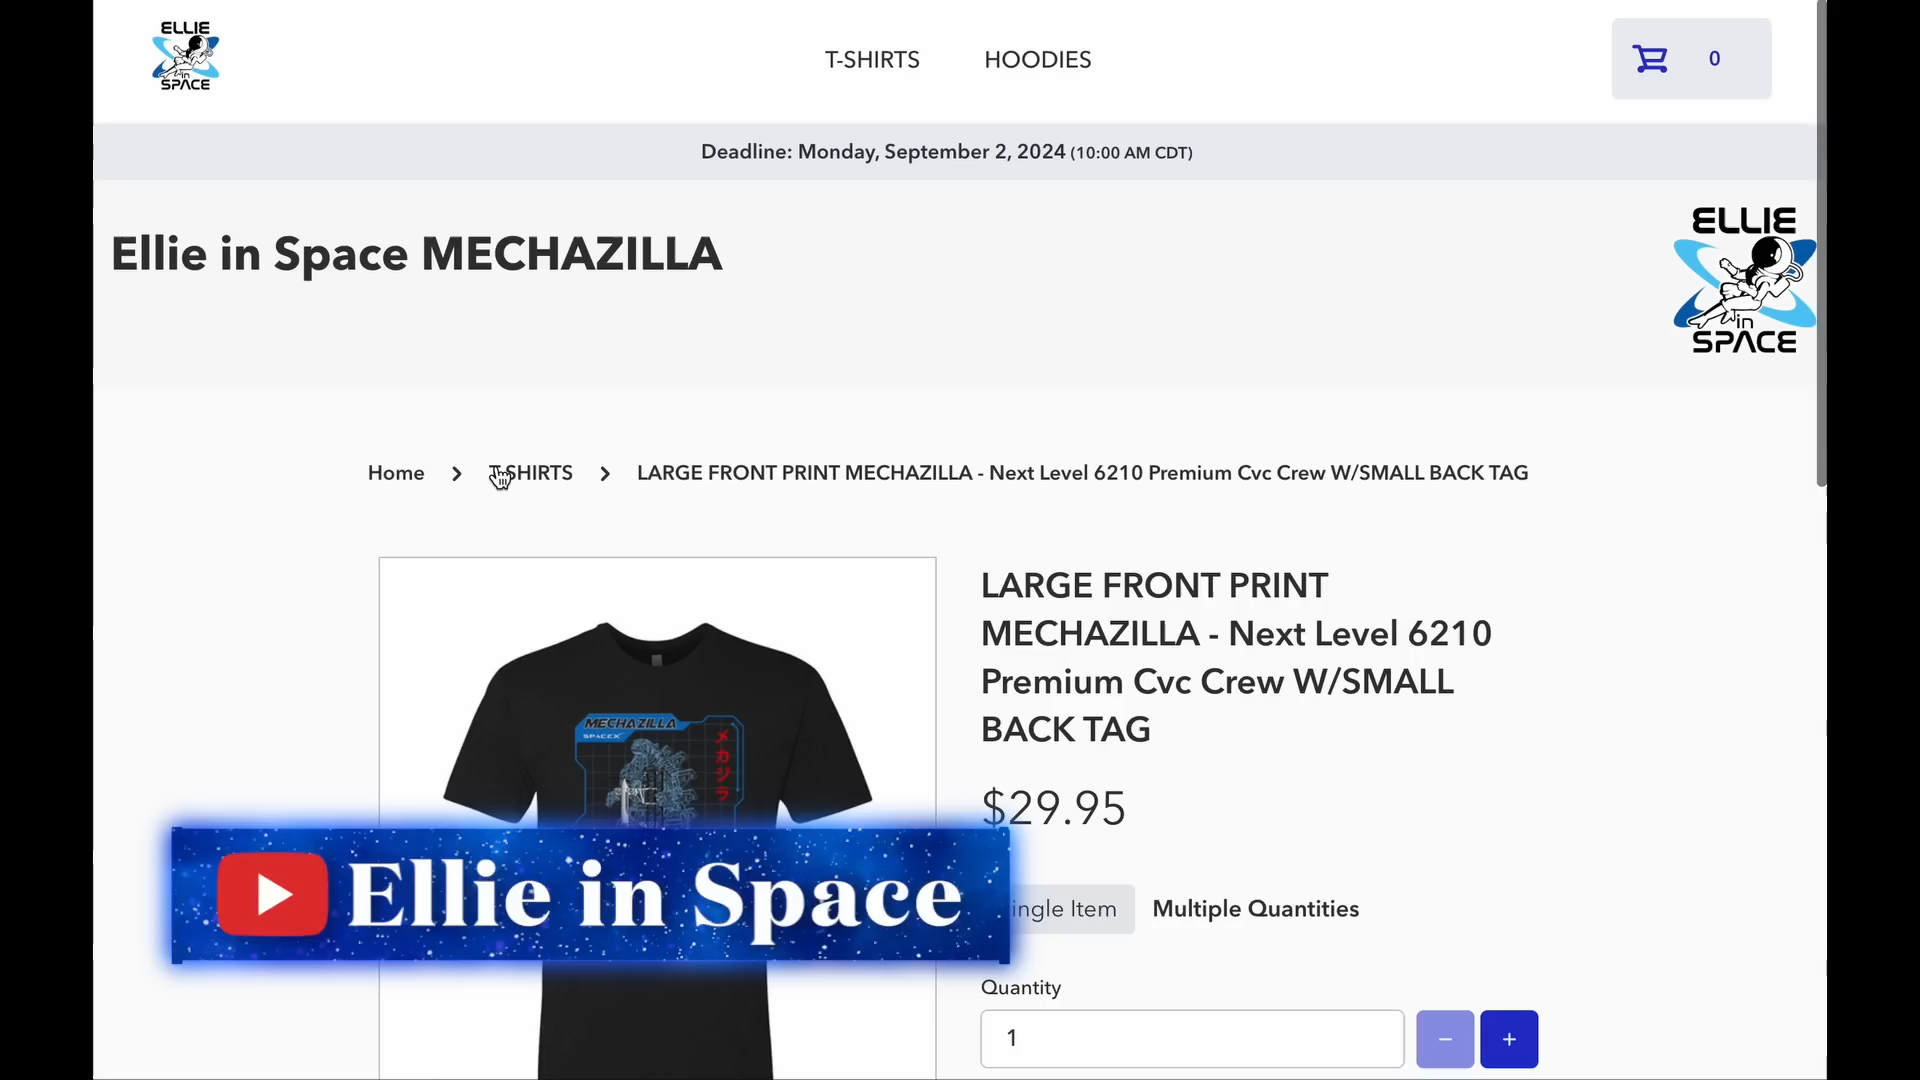 ELLIE
in
SPACE
T-SHIRTS
HOODIES
0
Deadline: Monday, September 2, 2024 (10:00 AM CDT)
Ellie in Space MECHAZILLA
ELLIE
in
SPACE
Home
T-SHIRTS
LARGE FRONT PRINT MECHAZILLA - Next Level 6210 Premium Cvc Crew W/SMALL BACK TAG
MECHAZILLA
SPACEX
メカジラ
LARGE FRONT PRINT
MECHAZILLA - Next Level 6210
Premium Cvc Crew W/SMALL
BACK TAG
$29.95
ingle Item
Multiple Quantities
Ellie in Space
Quantity
1
−
+